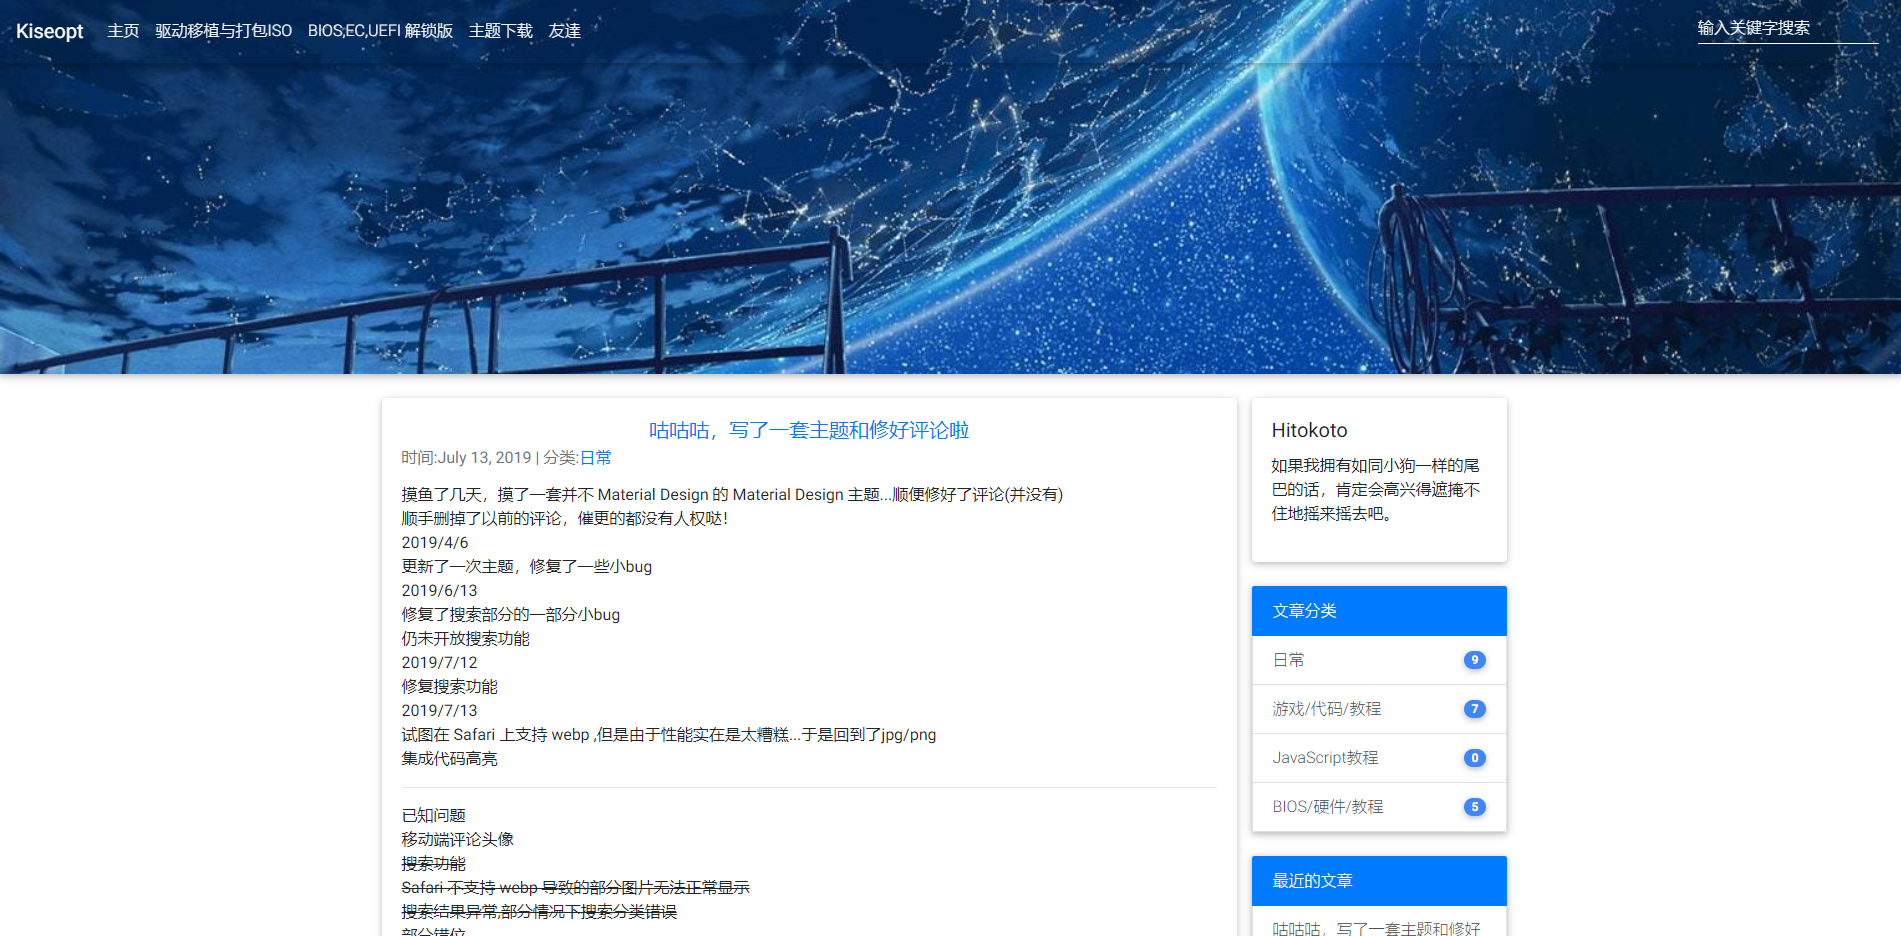 Kiseopt 主页 驱动移植与打包ISO BIOS,EC,UEFI 解锁版 主题下载 友達 输入关键字搜索
咕咕咕，写了一套主题和修好评论啦
时间:July 13, 2019 | 分类:日常
摸鱼了几天，摸了一套并不 Material Design 的 Material Design 主题...顺便修好了评论(并没有)
顺手删掉了以前的评论，催更的都没有人权哒！
2019/4/6
更新了一次主题，修复了一些小bug
2019/6/13
修复了搜索部分的一部分小bug
仍未开放搜索功能
2019/7/12
修复搜索功能
2019/7/13
试图在 Safari 上支持 webp ,但是由于性能实在是太糟糕...于是回到了jpg/png
集成代码高亮
已知问题
移动端评论头像
搜索功能
Safari 不支持 webp 导致的部分图片无法正常显示
搜索结果异常,部分情况下搜索分类错误
部分错位
Hitokoto
如果我拥有如同小狗一样的尾
巴的话，肯定会高兴得遮掩不
住地摇来摇去吧。
文章分类
日常 9
游戏/代码/教程 7
JavaScript教程 0
BIOS/硬件/教程 5
最近的文章
咕咕咕，写了一套主题和修好